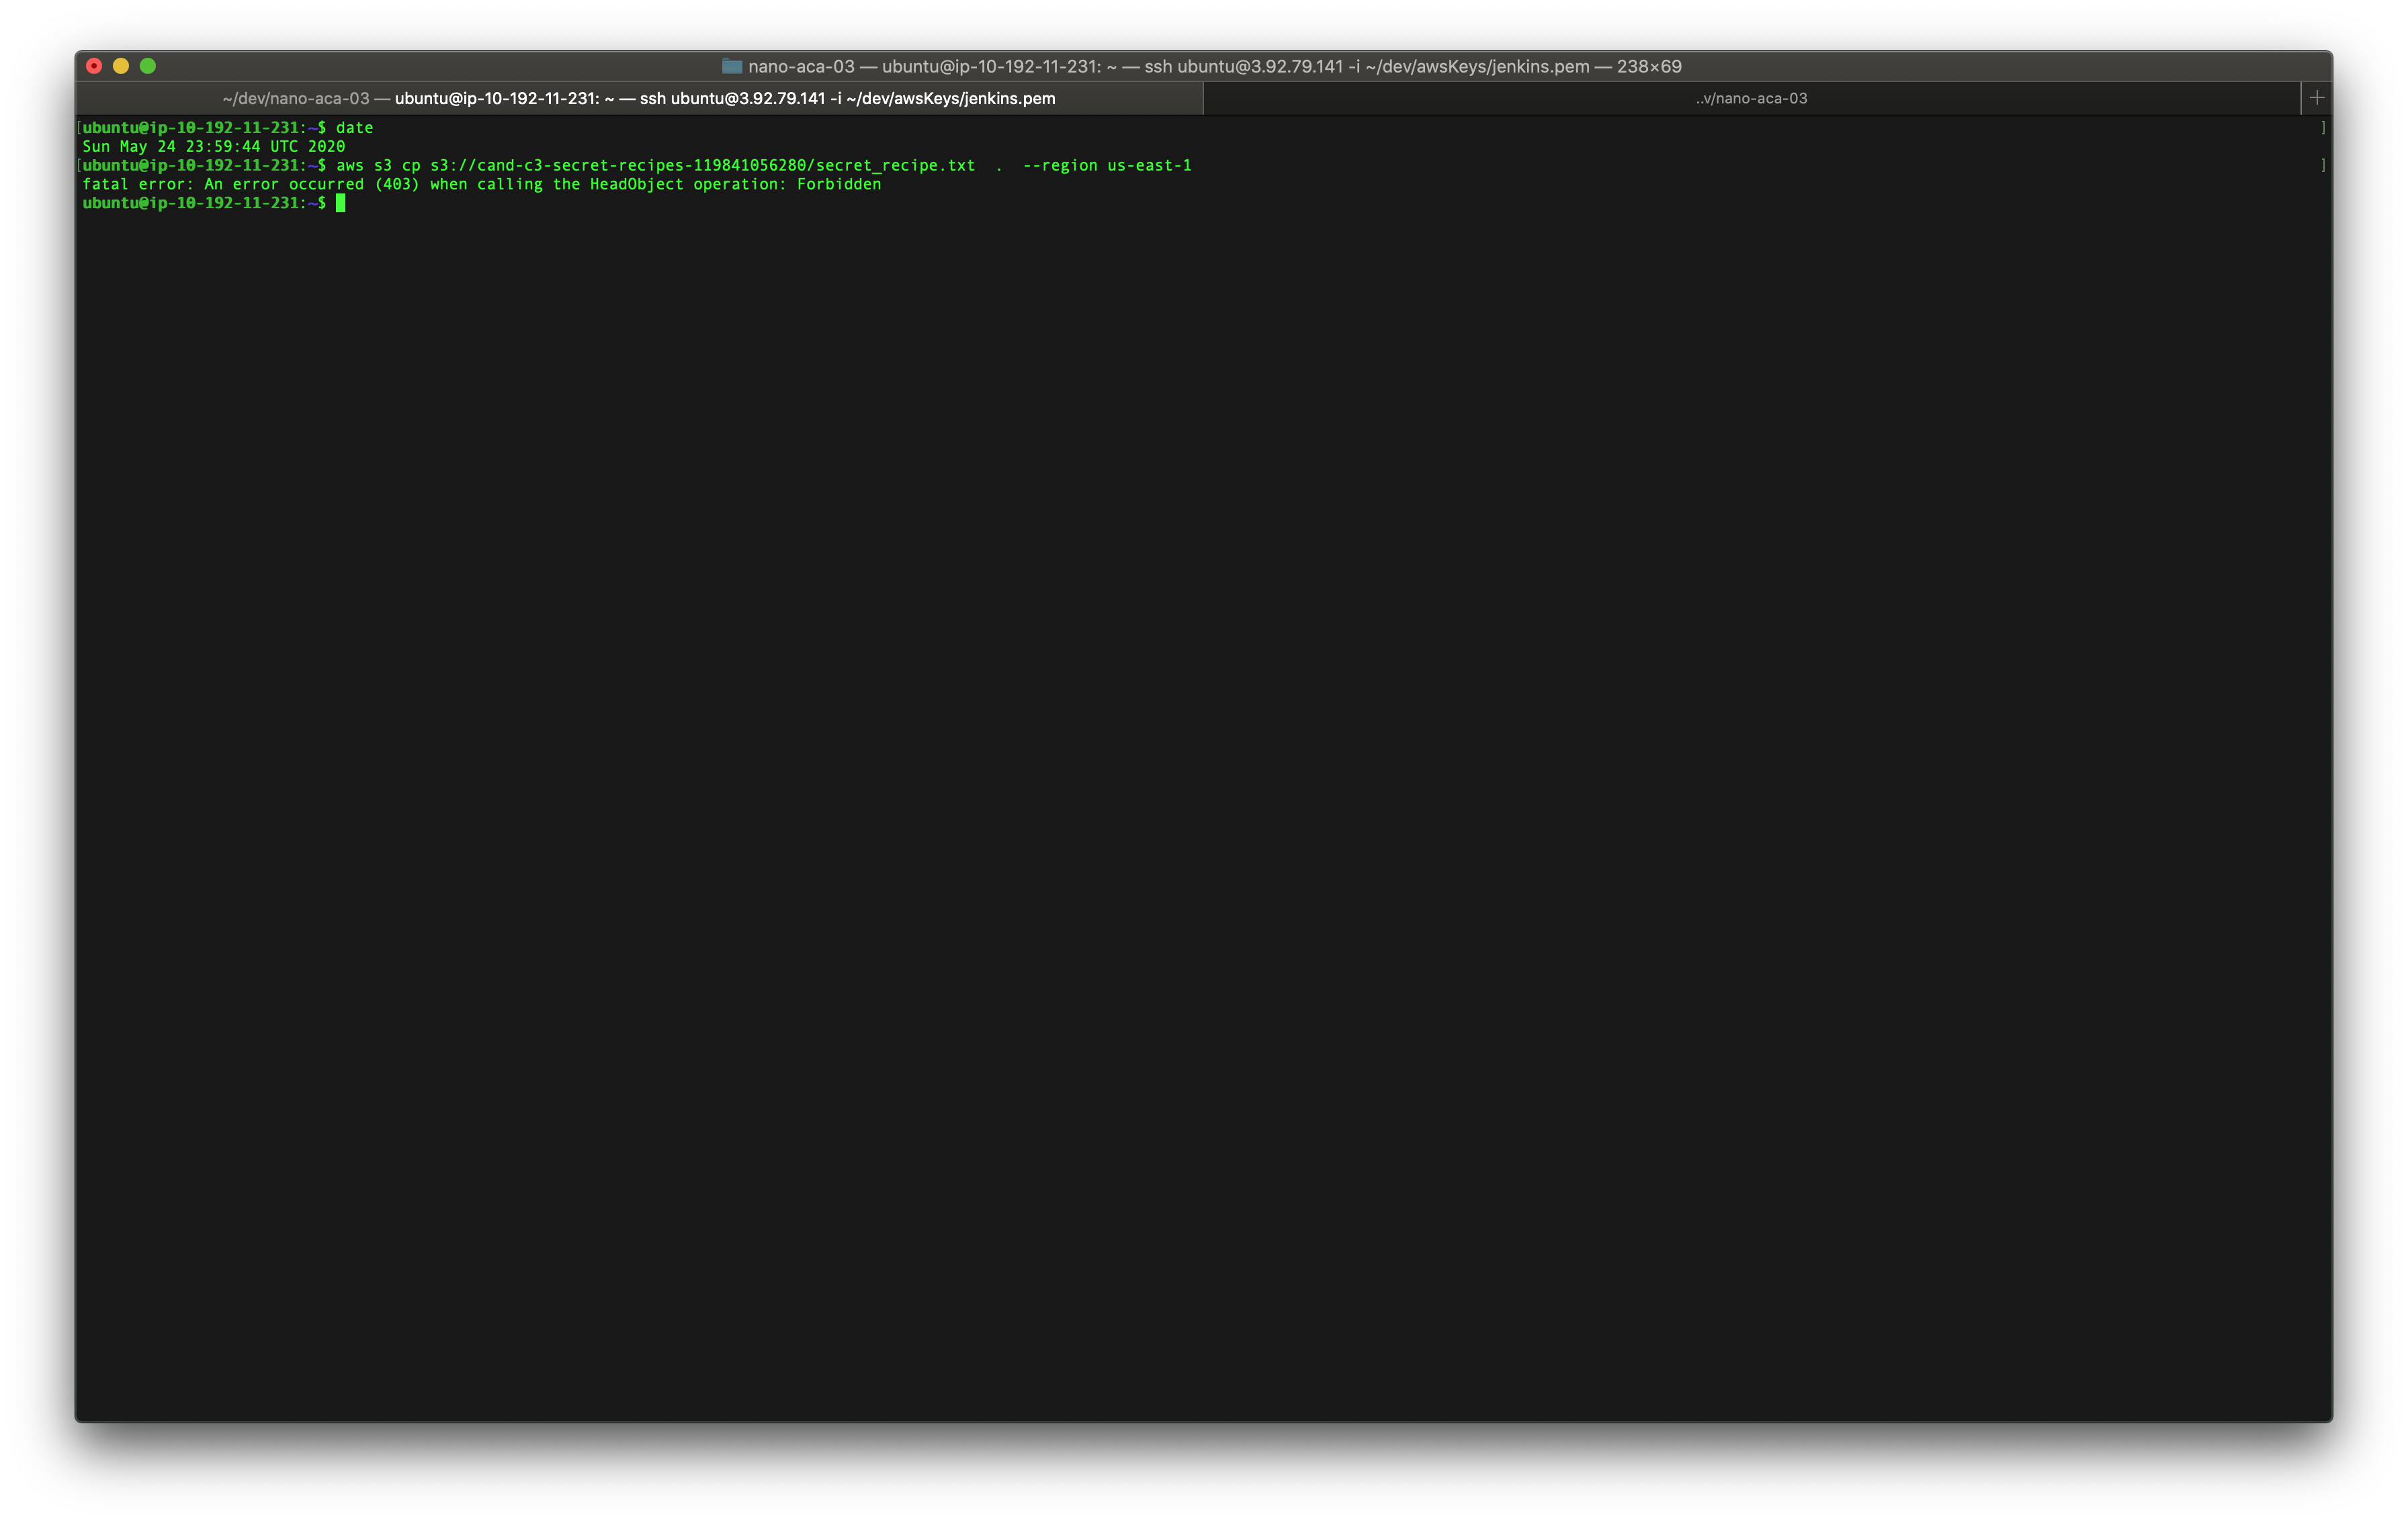 nano-aca-03 — ubuntu@ip-10-192-11-231: ~ — ssh ubuntu@3.92.79.141 -i ~/dev/awsKeys/jenkins.pem — 238×69
~/dev/nano-aca-03 — ubuntu@ip-10-192-11-231: ~ — ssh ubuntu@3.92.79.141 -i ~/dev/awsKeys/jenkins.pem
..v/nano-aca-03
[ubuntu@ip-10-192-11-231:~$ date ]
Sun May 24 23:59:44 UTC 2020
[ubuntu@ip-10-192-11-231:~$ aws s3 cp s3://cand-c3-secret-recipes-119841056280/secret_recipe.txt  .  --region us-east-1 ]
fatal error: An error occurred (403) when calling the HeadObject operation: Forbidden
ubuntu@ip-10-192-11-231:~$